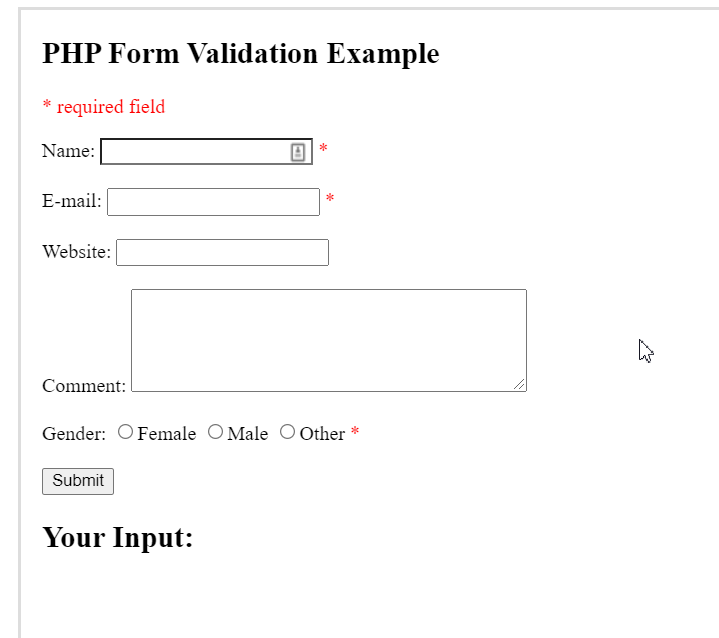 PHP Form Validation Example
* required field
Name: *
E-mail: *
Website:
Comment:
Gender: Female Male Other *
Submit
Your Input: